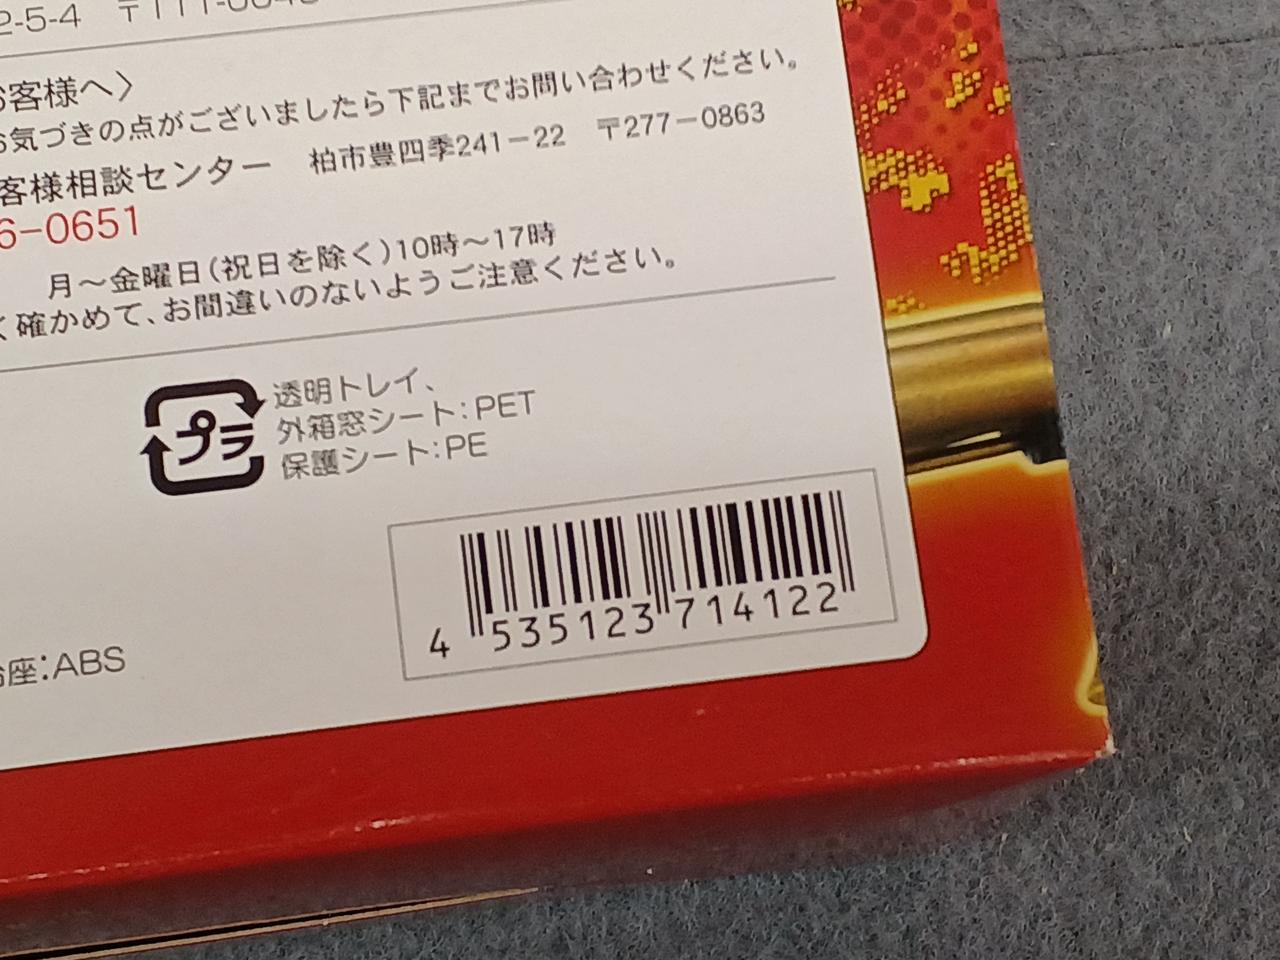 2-5-4 〒111-
お客様へ〉
お気づきの点がございましたら下記までお問い合わせください。
客様相談センター 柏市豊四季241-22 〒277-0863
6-0651
月～金曜日(祝日を除く)10時～17時
く確かめて、お間違いのないようご注意ください。
プラ
透明トレイ、
外箱窓シート:PET
保護シート:PE
台座:ABS
4 535123 714122